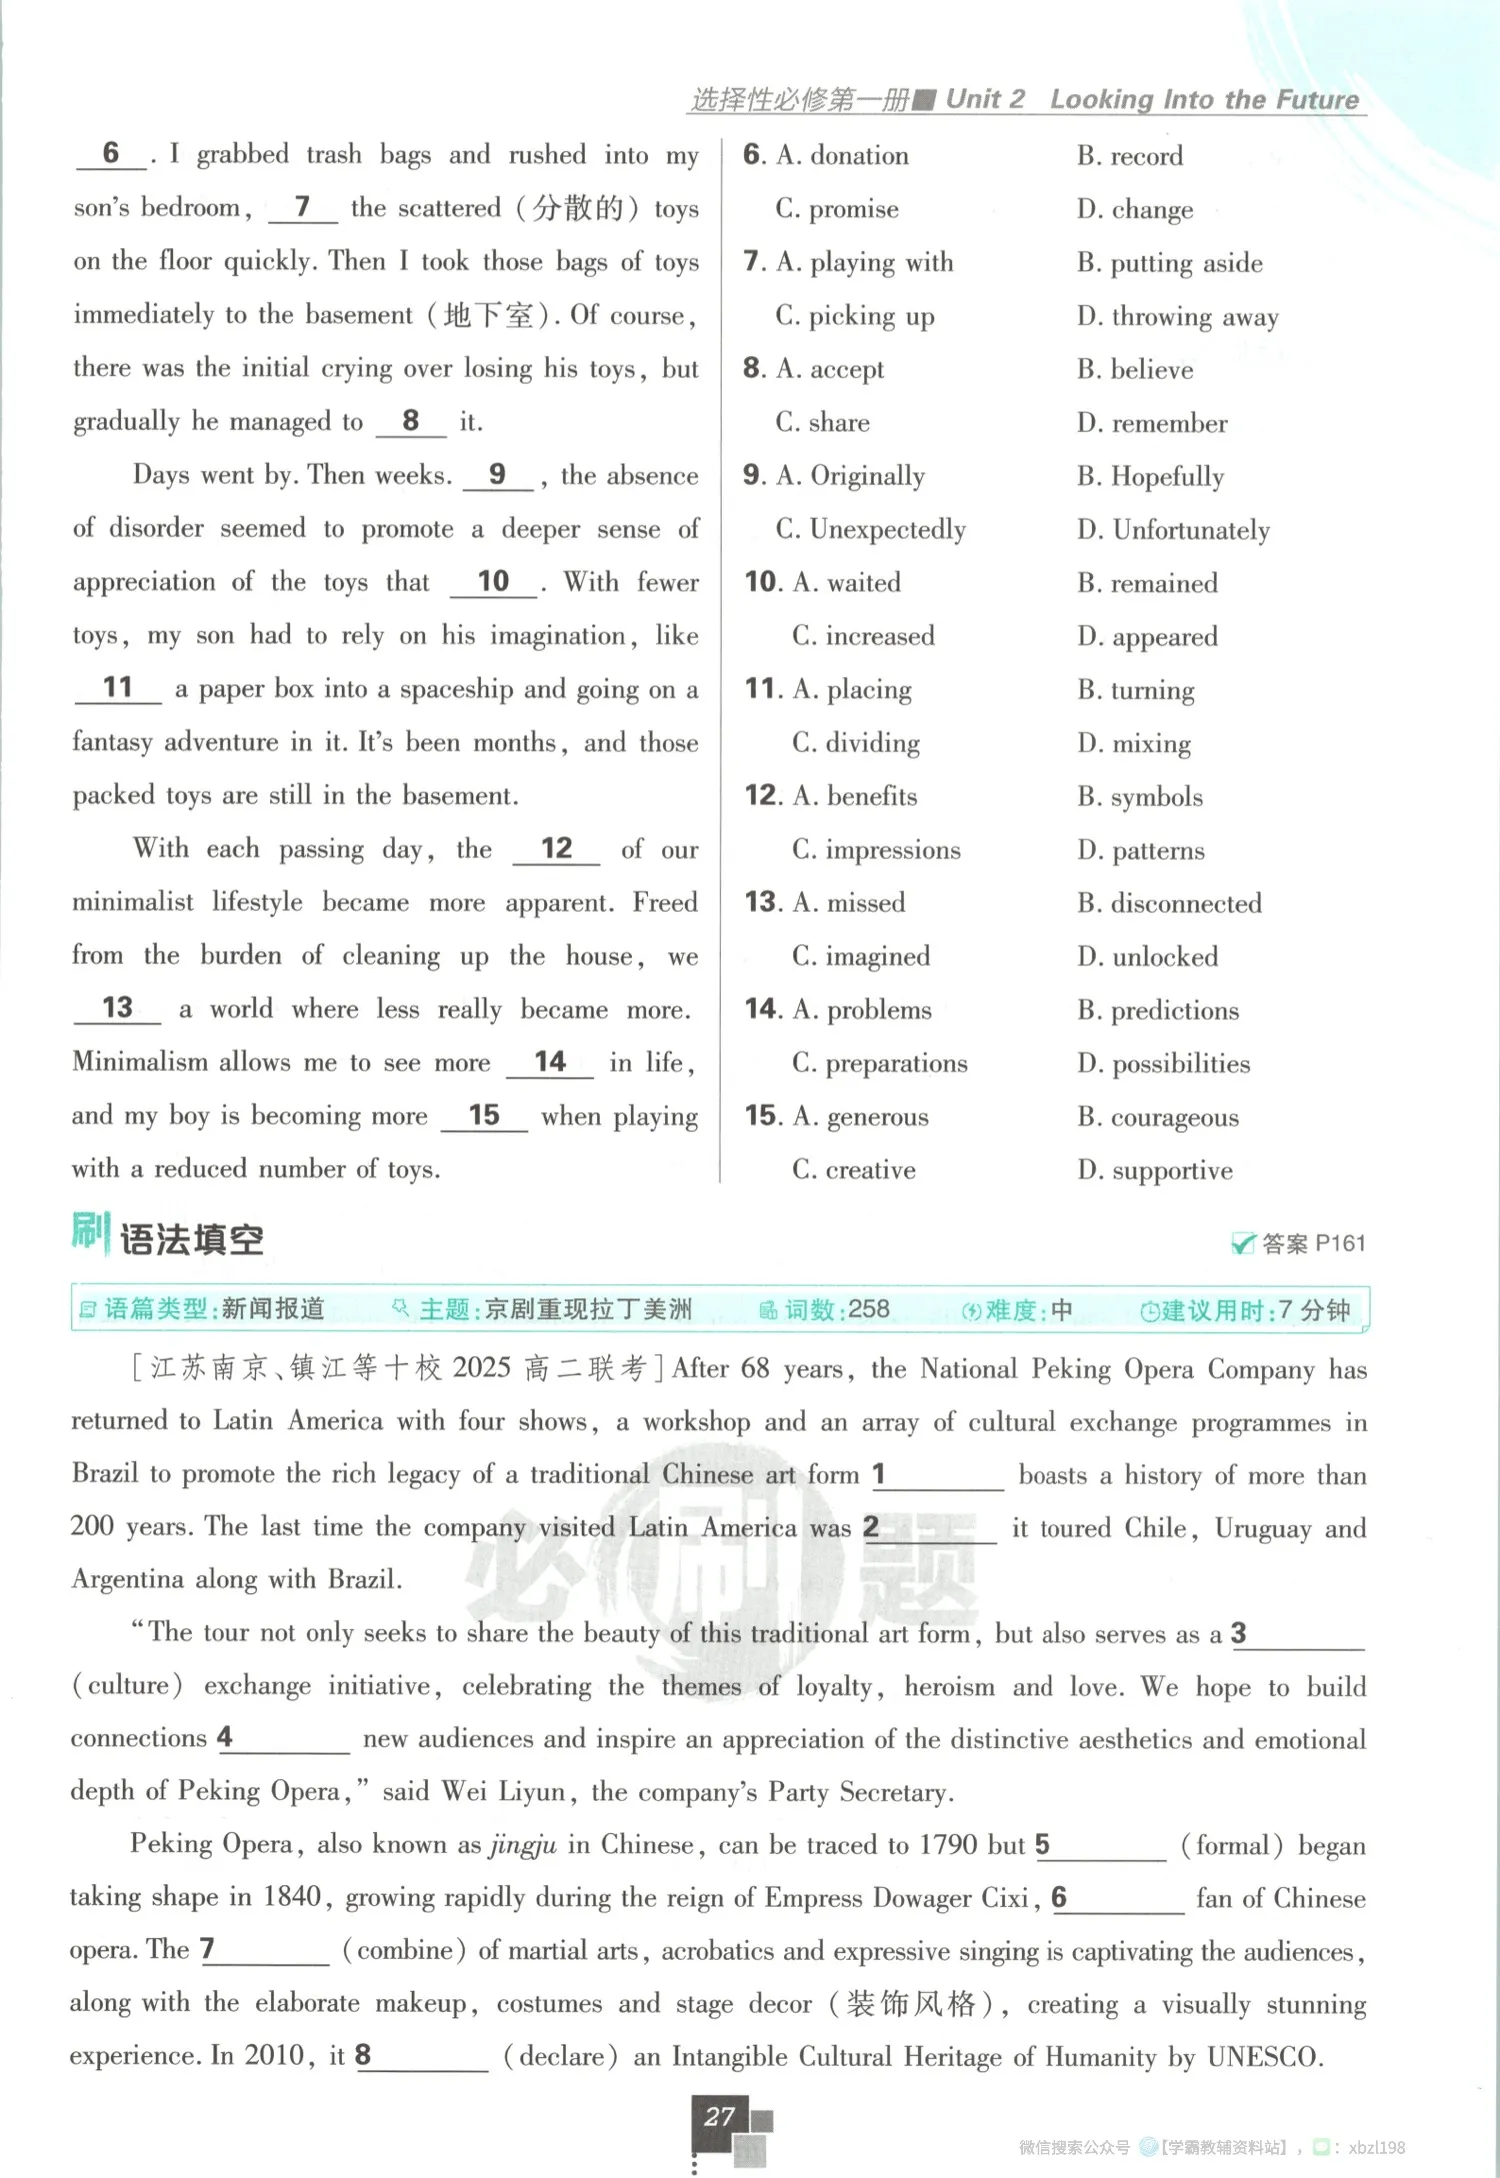 选择性必修第一册 Unit 2 Looking Into the Future
6 . I grabbed trash bags and rushed into my
son's bedroom, 7 the scattered (分散的) toys
on the floor quickly. Then I took those bags of toys
immediately to the basement (地下室). Of course,
there was the initial crying over losing his toys, but
gradually he managed to 8 it.
Days went by. Then weeks. 9 , the absence
of disorder seemed to promote a deeper sense of
appreciation of the toys that 10 . With fewer
toys, my son had to rely on his imagination, like
11 a paper box into a spaceship and going on a
fantasy adventure in it. It's been months, and those
packed toys are still in the basement.
With each passing day, the 12 of our
minimalist lifestyle became more apparent. Freed
from the burden of cleaning up the house, we
13 a world where less really became more.
Minimalism allows me to see more 14 in life,
and my boy is becoming more 15 when playing
with a reduced number of toys.
6. A. donation B. record
C. promise D. change
7. A. playing with B. putting aside
C. picking up D. throwing away
8. A. accept B. believe
C. share D. remember
9. A. Originally B. Hopefully
C. Unexpectedly D. Unfortunately
10. A. waited B. remained
C. increased D. appeared
11. A. placing B. turning
C. dividing D. mixing
12. A. benefits B. symbols
C. impressions D. patterns
13. A. missed B. disconnected
C. imagined D. unlocked
14. A. problems B. predictions
C. preparations D. possibilities
15. A. generous B. courageous
C. creative D. supportive
刷 语法填空 答案 P161
语篇类型:新闻报道 主题:京剧重现拉丁美洲 词数:258 难度:中 建议用时:7 分钟
[江苏南京、镇江等十校 2025 高二联考] After 68 years, the National Peking Opera Company has
returned to Latin America with four shows, a workshop and an array of cultural exchange programmes in
Brazil to promote the rich legacy of a traditional Chinese art form 1 boasts a history of more than
200 years. The last time the company visited Latin America was 2 it toured Chile, Uruguay and
Argentina along with Brazil.
"The tour not only seeks to share the beauty of this traditional art form, but also serves as a 3
(culture) exchange initiative, celebrating the themes of loyalty, heroism and love. We hope to build
connections 4 new audiences and inspire an appreciation of the distinctive aesthetics and emotional
depth of Peking Opera," said Wei Liyun, the company's Party Secretary.
Peking Opera, also known as jingju in Chinese, can be traced to 1790 but 5 (formal) began
taking shape in 1840, growing rapidly during the reign of Empress Dowager Cixi, 6 fan of Chinese
opera. The 7 (combine) of martial arts, acrobatics and expressive singing is captivating the audiences,
along with the elaborate makeup, costumes and stage decor (装饰风格), creating a visually stunning
experience. In 2010, it 8 (declare) an Intangible Cultural Heritage of Humanity by UNESCO.
必刷题
27
微信搜索公众号【学霸教辅资料站】, : xbzl198